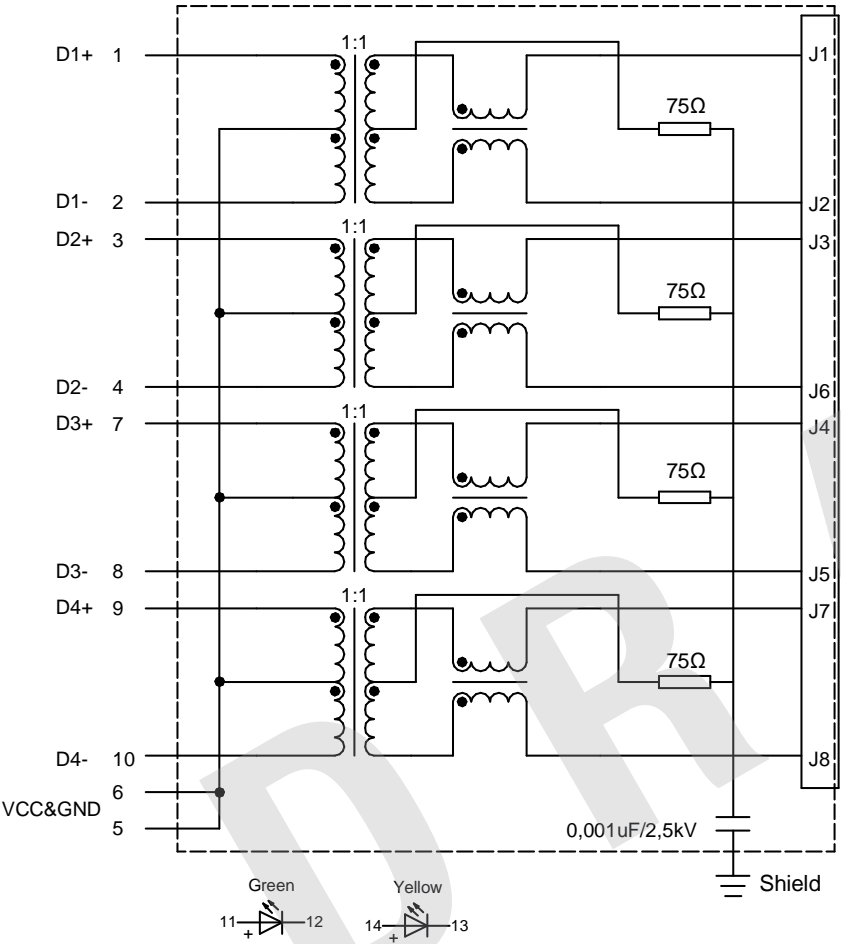 1:1
D1+ 1 J1
75Ω
D1- 2 J2
1:1
D2+ 3 J3
75Ω
D2- 4 J6
1:1
D3+ 7 J4
75Ω
D3- 8 J5
1:1
D4+ 9 J7
75Ω
D4- 10 J8
6
VCC&GND
5
0,001uF/2,5kV
Shield
Green Yellow
11 + 12 14 + 13
D R